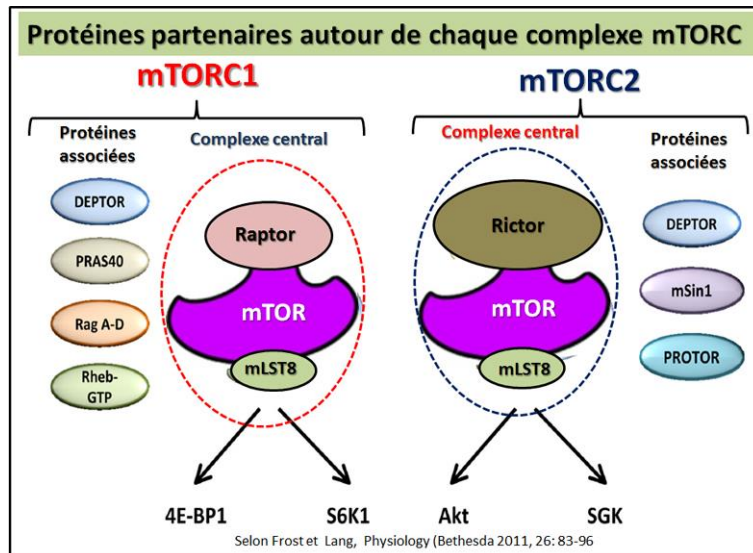 Protéines partenaires autour de chaque complexe mTORC
mTORC1
mTORC2
Protéines
associées
Complexe central
Complexe central
Protéines
associées
DEPTOR
PRAS40
Rag A-D
Rheb-
GTP
Raptor
mTOR
mLST8
Rictor
mTOR
mLST8
DEPTOR
mSin1
PROTOR
4E-BP1
S6K1
Akt
SGK
Selon Frost et Lang, Physiology (Bethesda 2011, 26: 83-96